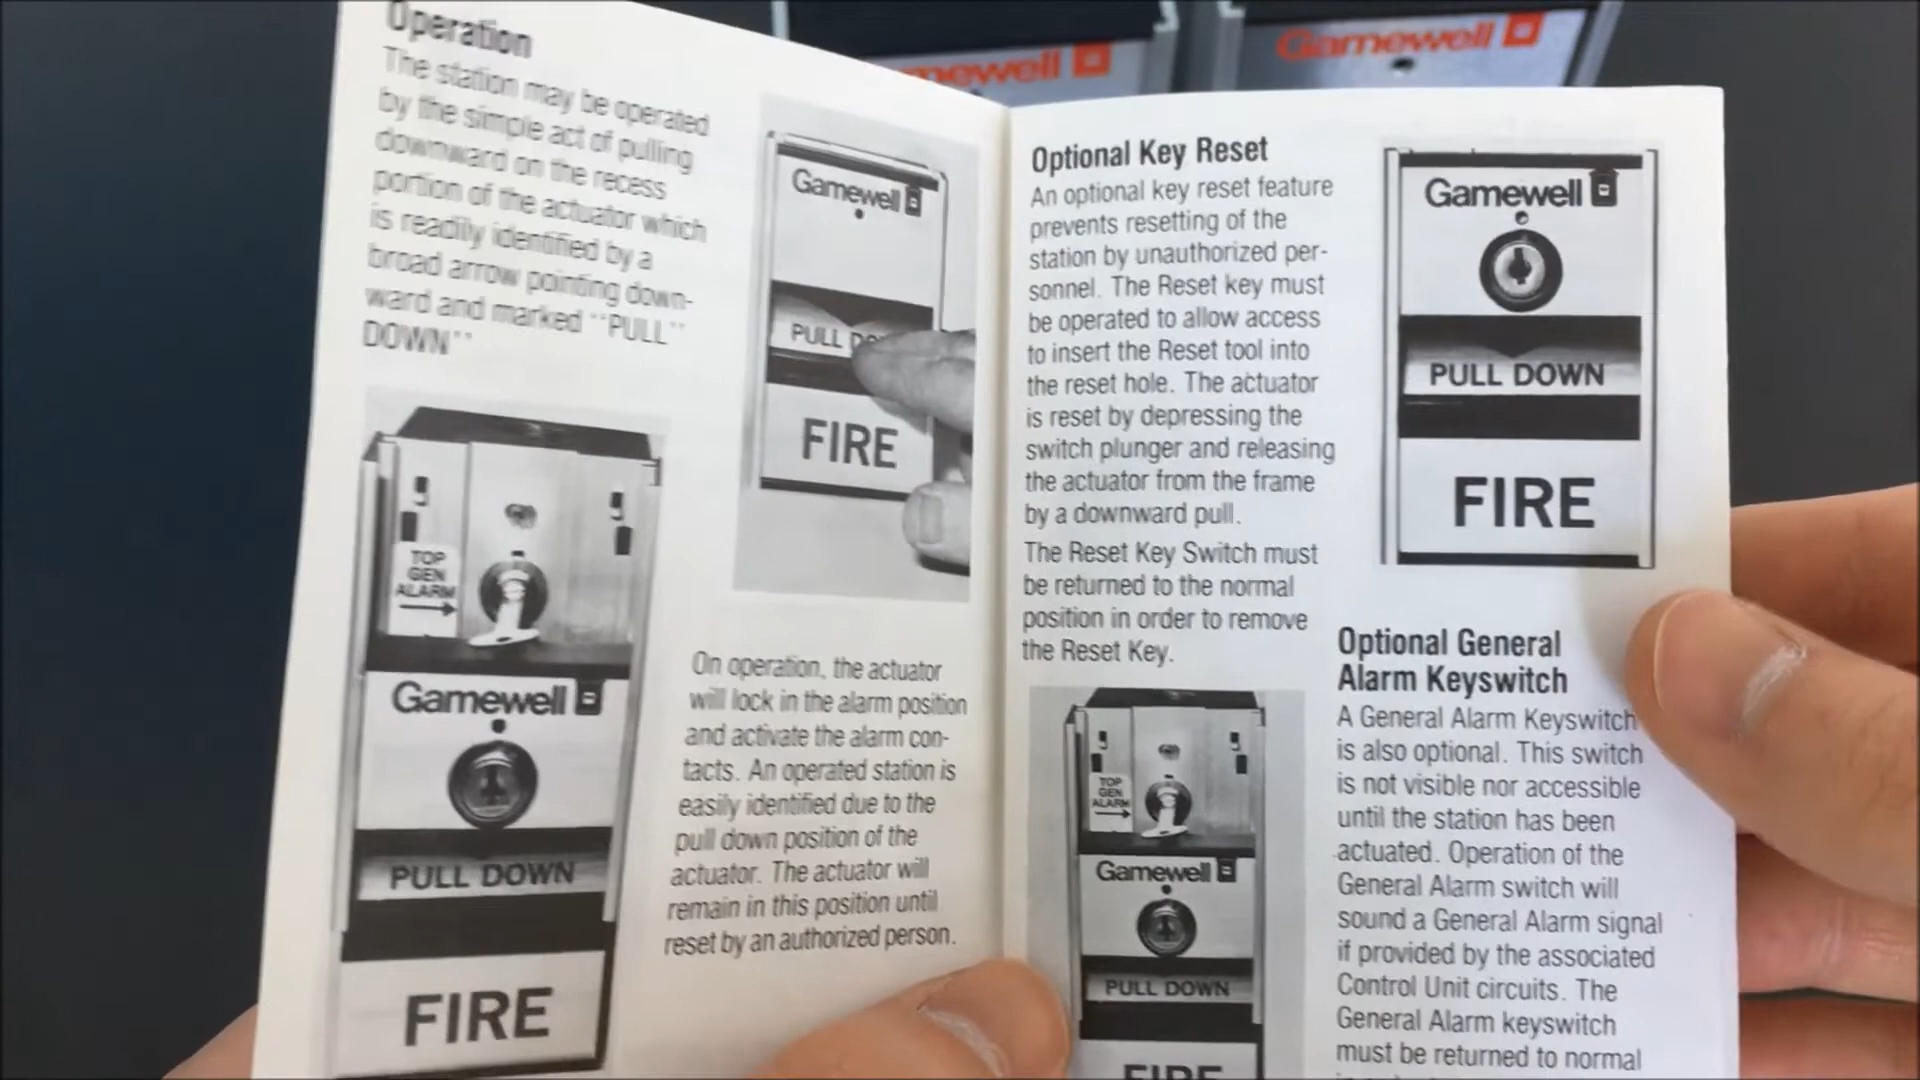 Gamewell
Operation
The station may be operated
by the simple act of pulling
downward on the recess
portion of the actuator which
is readily identified by a
broad arrow pointing down-
ward and marked "PULL"
DOWN"
Gamewell
PULL
FIRE
TOP
GEN
ALARM
Gamewell
PULL DOWN
FIRE
On operation, the actuator
will lock in the alarm position
and activate the alarm con-
tacts. An operated station is
easily identified due to the
pull down position of the
actuator. The actuator will
remain in this position until
reset by an authorized person.
Optional Key Reset
An optional key reset feature
prevents resetting of the
station by unauthorized per-
sonnel. The Reset key must
be operated to allow access
to insert the Reset tool into
the reset hole. The actuator
is reset by depressing the
switch plunger and releasing
the actuator from the frame
by a downward pull.
The Reset Key Switch must
be returned to the normal
position in order to remove
the Reset Key.
Gamewell
PULL DOWN
FIRE
TOP
GEN
ALARM
Gamewell
PULL DOWN
FIRE
Optional General
Alarm Keyswitch
A General Alarm Keyswitch
is also optional. This switch
is not visible nor accessible
until the station has been
actuated. Operation of the
General Alarm switch will
sound a General Alarm signal
if provided by the associated
Control Unit circuits. The
General Alarm keyswitch
must be returned to normal